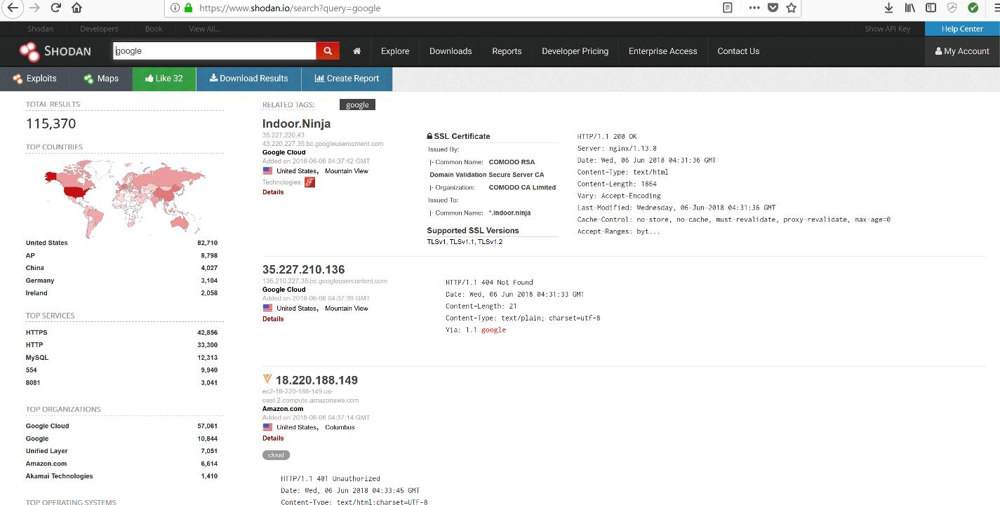 https://www.shodan.io/search?query=google
Shodan Developers Book View All... Show API Key Help Center
SHODAN google Explore Downloads Reports Developer Pricing Enterprise Access Contact Us My Account
Exploits Maps Like 32 Download Results Create Report
TOTAL RESULTS
115,370
TOP COUNTRIES
United States 82,710
AP 8,798
China 4,027
Germany 3,104
Ireland 2,058
TOP SERVICES
HTTPS 42,856
HTTP 33,300
MySQL 12,313
554 9,940
8081 3,041
TOP ORGANIZATIONS
Google Cloud 57,061
Google 10,844
Unified Layer 7,051
Amazon.com 6,614
Akamai Technologies 1,410
TOP OPERATING SYSTEMS
RELATED TAGS: google
Indoor.Ninja
35.227.220.43
43.220.227.35.bc.googleusercontent.com
Google Cloud
Added on 2018-06-06 04:37:42 GMT
United States, Mountain View
Technologies:
Details
SSL Certificate
Issued By:
|- Common Name: COMODO RSA
Domain Validation Secure Server CA
|- Organization: COMODO CA Limited
Issued To:
|- Common Name: *.indoor.ninja
Supported SSL Versions
TLSv1, TLSv1.1, TLSv1.2
HTTP/1.1 200 OK
Server: nginx/1.13.8
Date: Wed, 06 Jun 2018 04:31:36 GMT
Content-Type: text/html
Content-Length: 1864
Vary: Accept-Encoding
Last-Modified: Wednesday, 06-Jun-2018 04:31:36 GMT
Cache-Control: no-store, no-cache, must-revalidate, proxy-revalidate, max-age=0
Accept-Ranges: byt...
35.227.210.136
136.210.227.35.bc.googleusercontent.com
Google Cloud
Added on 2018-06-06 04:37:39 GMT
United States, Mountain View
Details
HTTP/1.1 404 Not Found
Date: Wed, 06 Jun 2018 04:31:33 GMT
Content-Length: 21
Content-Type: text/plain; charset=utf-8
Via: 1.1 google
18.220.188.149
ec2-18-220-188-149.us-
east-2.compute.amazonaws.com
Amazon.com
Added on 2018-06-06 04:37:14 GMT
United States, Columbus
Details
cloud
HTTP/1.1 401 Unauthorized
Date: Wed, 06 Jun 2018 04:33:45 GMT
Content-Type: text/html;charset=UTF-8